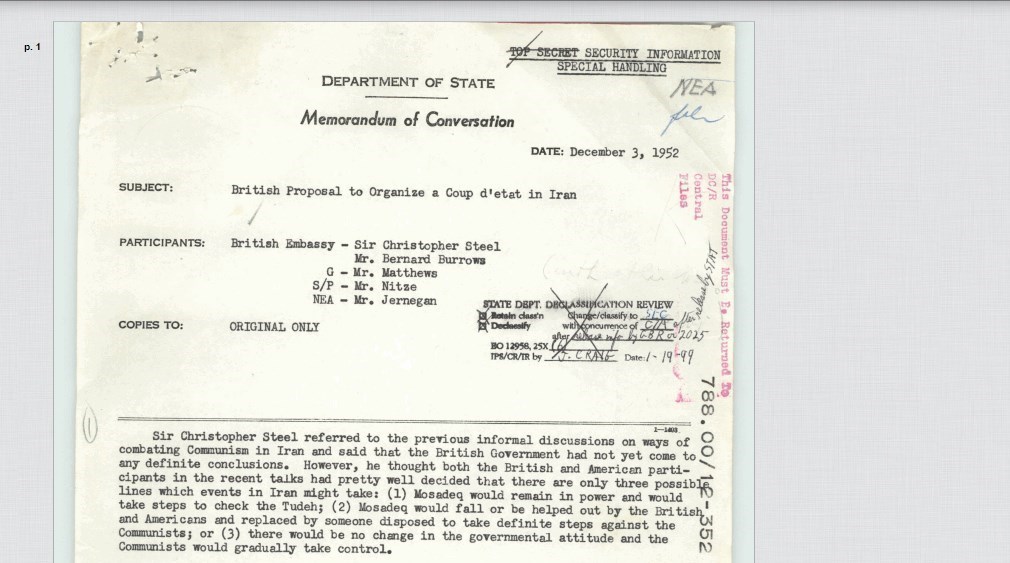 p. 1
TOP SECRET SECURITY INFORMATION
SPECIAL HANDLING
NEA
DEPARTMENT OF STATE
Memorandum of Conversation
DATE: December 3, 1952
SUBJECT: British Proposal to Organize a Coup d'etat in Iran
PARTICIPANTS: British Embassy - Sir Christopher Steel
Mr. Bernard Burrows
G - Mr. Matthews
S/P - Mr. Nitze
NEA - Mr. Jernegan
COPIES TO: ORIGINAL ONLY
STATE DEPT. DECLASSIFICATION REVIEW
Retain class'n Change/classify to
Declassify with concurrence of CIA
after 2025
EO 12958, 25X
IPS/CR/IR by CRAIG Date: 1-19-99
This Document Must Be Returned To
DC/R
Central
Files
788.00/12-352
1
Sir Christopher Steel referred to the previous informal discussions on ways of
combating Communism in Iran and said that the British Government had not yet come to
any definite conclusions. However, he thought both the British and American parti-
cipants in the recent talks had pretty well decided that there are only three possible
lines which events in Iran might take: (1) Mosadeq would remain in power and would
take steps to check the Tudeh; (2) Mosadeq would fall or be helped out by the British
and Americans and replaced by someone disposed to take definite steps against the
Communists; or (3) there would be no change in the governmental attitude and the
Communists would gradually take control.